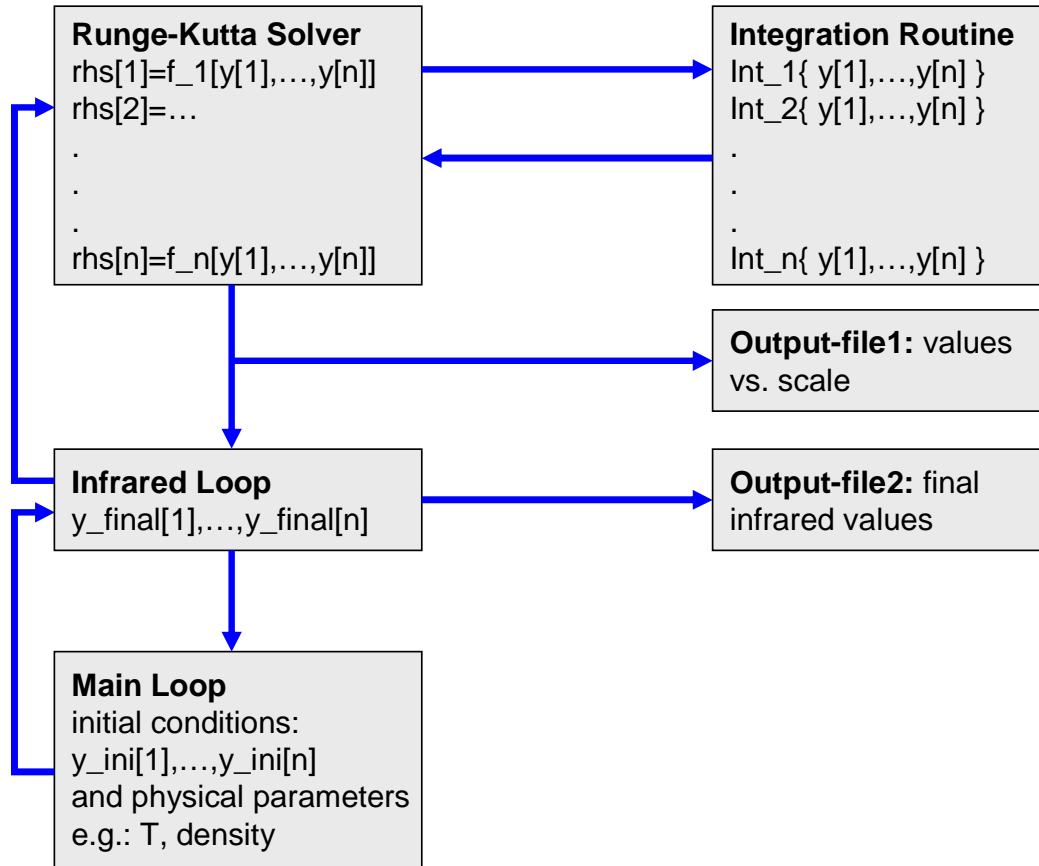 Runge-Kutta Solver
rhs[1]=f_1[y[1],…,y[n]]
rhs[2]=…
.
.
.
rhs[n]=f_n[y[1],…,y[n]]
Integration Routine
Int_1{ y[1],…,y[n] }
Int_2{ y[1],…,y[n] }
.
.
.
Int_n{ y[1],…,y[n] }
Output-file1: values
vs. scale
Infrared Loop
y_final[1],…,y_final[n]
Output-file2: final
infrared values
Main Loop
initial conditions:
y_ini[1],…,y_ini[n]
and physical parameters
e.g.: T, density